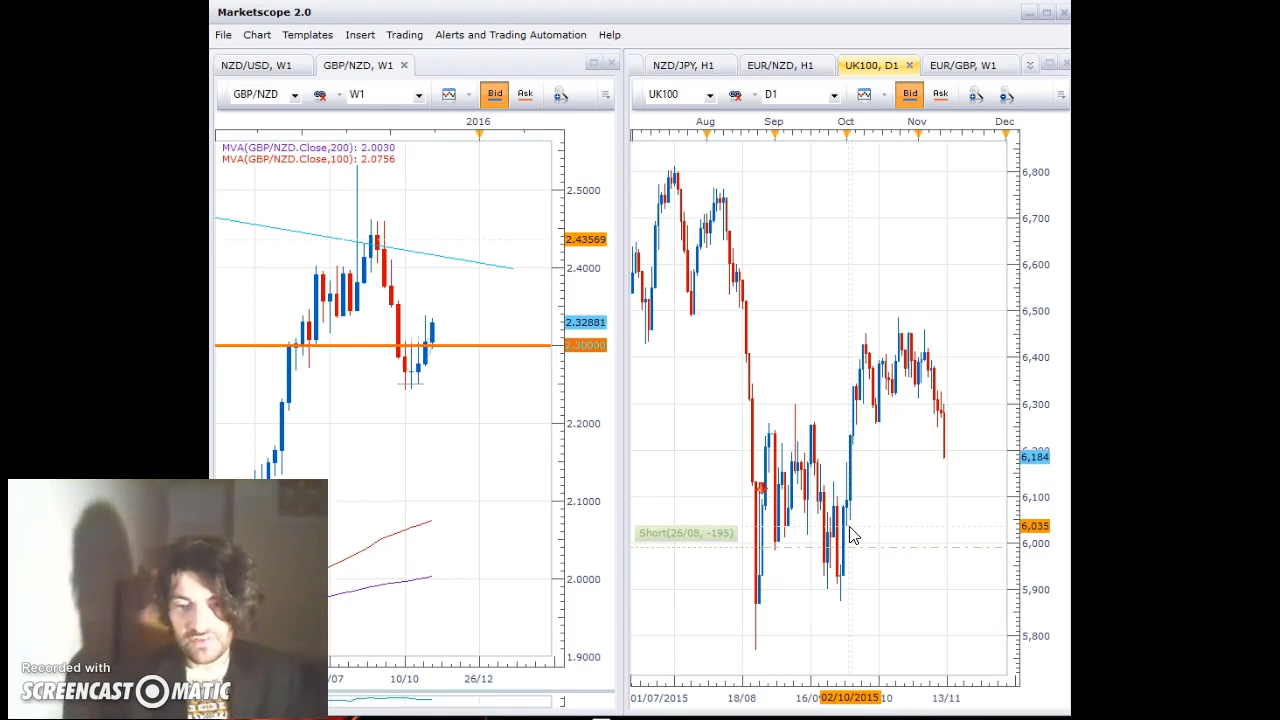 Marketscope 2.0
File Chart Templates Insert Trading Alerts and Trading Automation Help
NZD/USD, W1 GBP/NZD, W1
NZD/JPY, H1 EUR/NZD, H1 UK100, D1 EUR/GBP, W1
GBP/NZD W1 Bid Ask
UK100 D1 Bid Ask
2016
Aug Sep Oct Nov Dec
MVA(GBP/NZD.Close,200): 2.0030
MVA(GBP/NZD.Close,100): 2.0756
2.5000
2.43569
2.4000
2.32881
2.30000
2.2000
2.1000
2.0000
1.9000
6,800
6,700
6,600
6,500
6,400
6,300
6,184
6,100
6,035
6,000
5,900
5,800
Short(26/08, -195)
/07 10/10 26/12
01/07/2015 18/08 16/0 02/10/2015 10 13/11
Recorded with
SCREENCAST MATIC